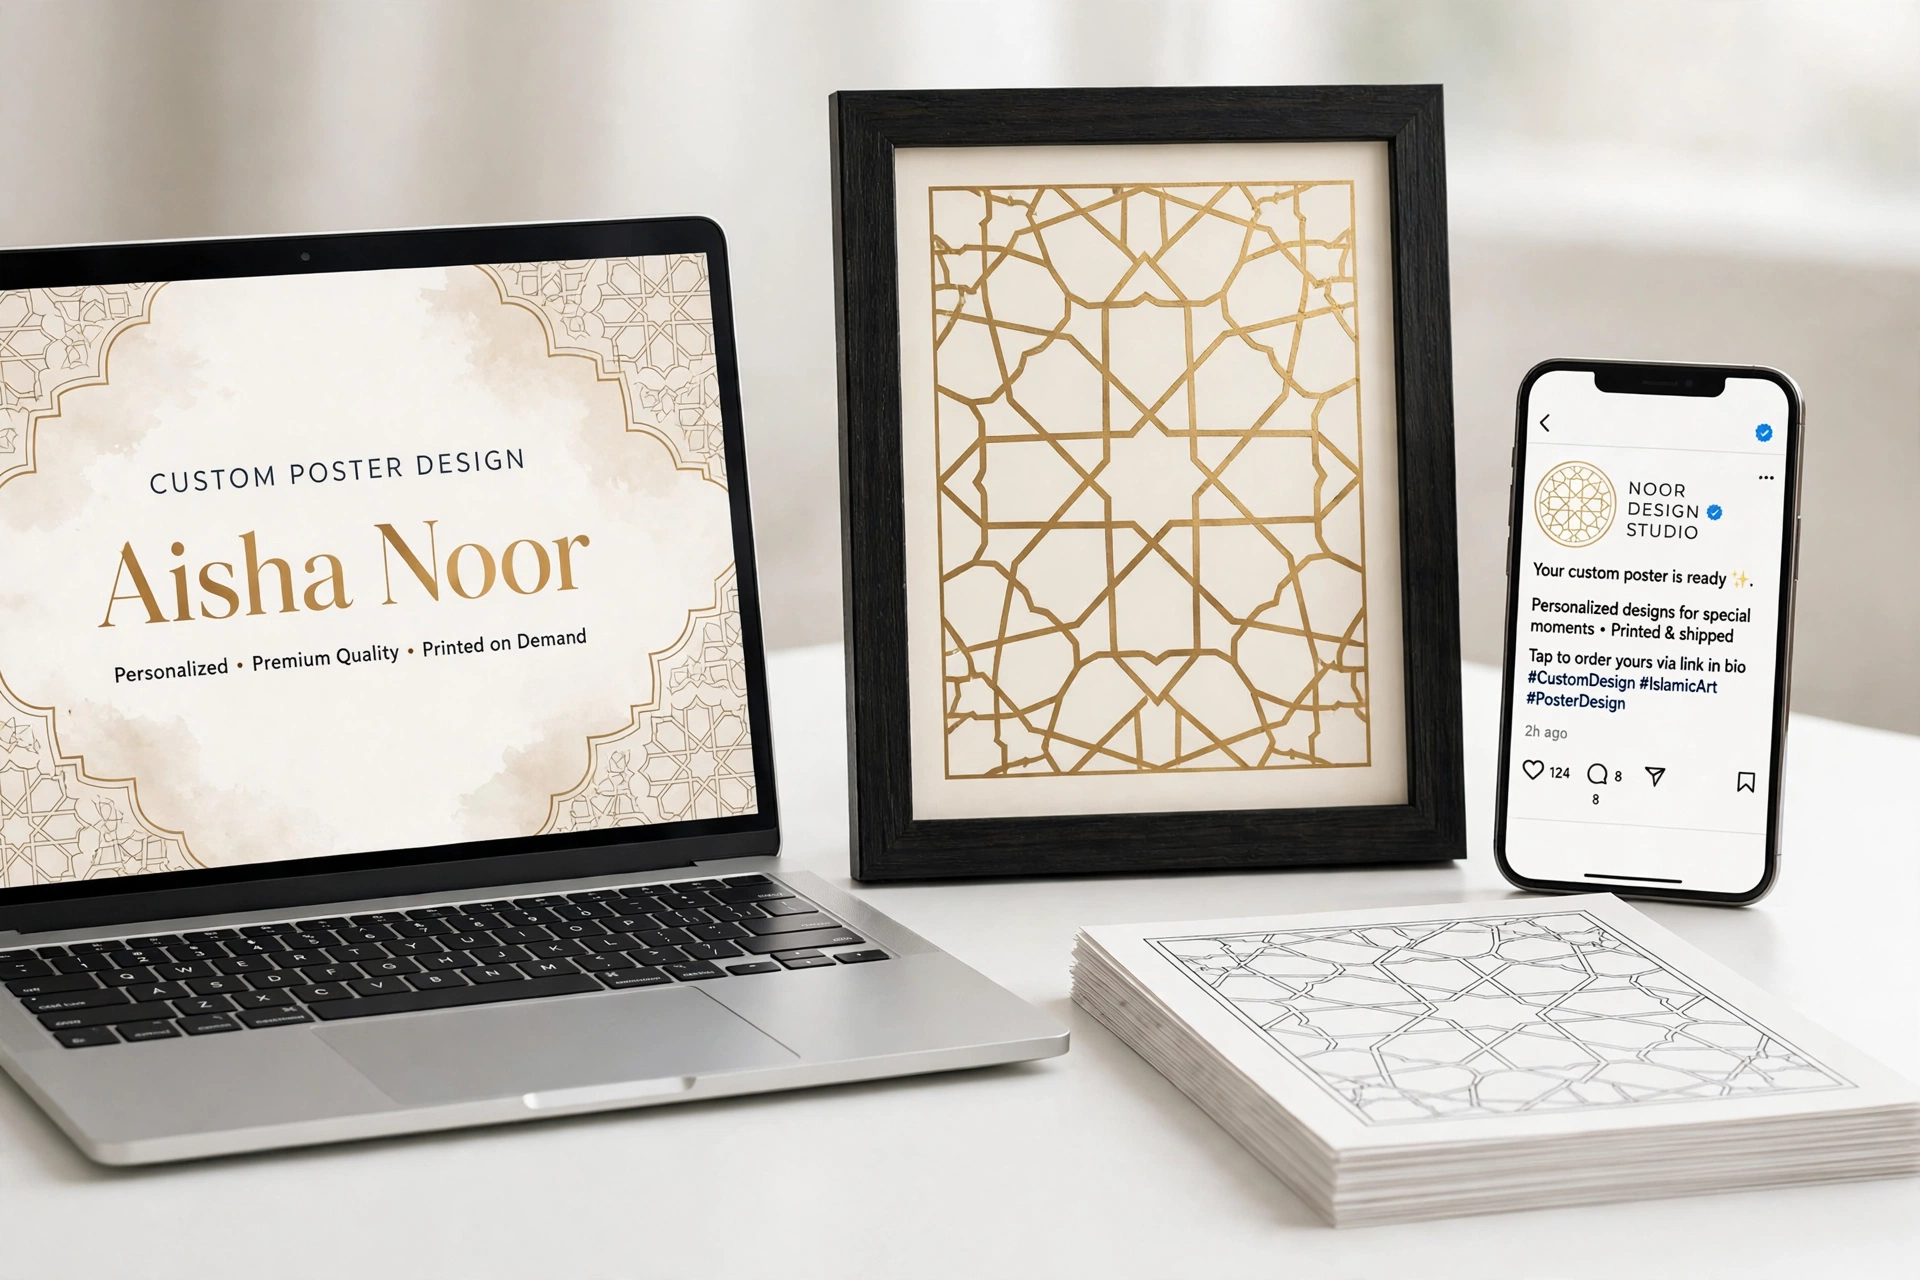 CUSTOM POSTER DESIGN
Aisha Noor
Personalized • Premium Quality • Printed on Demand
NOOR
DESIGN
STUDIO
Your custom poster is ready ✨.
Personalized designs for special
moments • Printed & shipped
Tap to order yours via link in bio
#CustomDesign #IslamicArt
#PosterDesign
2h ago
124 8
8
Q W E R T Y U I O P
A S D F G H J K L
Z X C V B N M